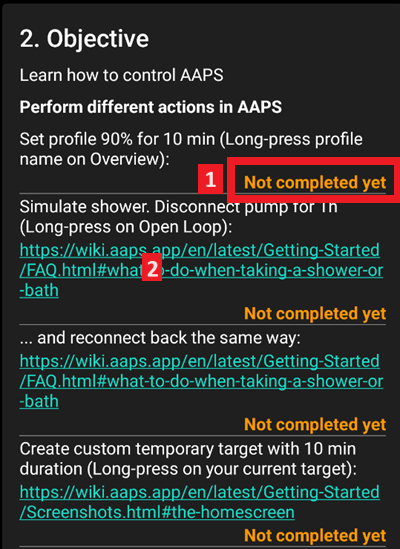 2. Objective
Learn how to control AAPS
Perform different actions in AAPS
Set profile 90% for 10 min (Long-press profile
name on Overview):
1
Not completed yet
Simulate shower. Disconnect pump for 1h
(Long-press on Open Loop):
https://wiki.aaps.app/en/latest/Getting-Started
/FAQ.html#what-to-do-when-taking-a-shower-or
2
-bath
Not completed yet
... and reconnect back the same way:
https://wiki.aaps.app/en/latest/Getting-Started
/FAQ.html#what-to-do-when-taking-a-shower-or
-bath
Not completed yet
Create custom temporary target with 10 min
duration (Long-press on your current target):
https://wiki.aaps.app/en/latest/Getting-Started
/Screenshots.html#the-homescreen
Not completed yet